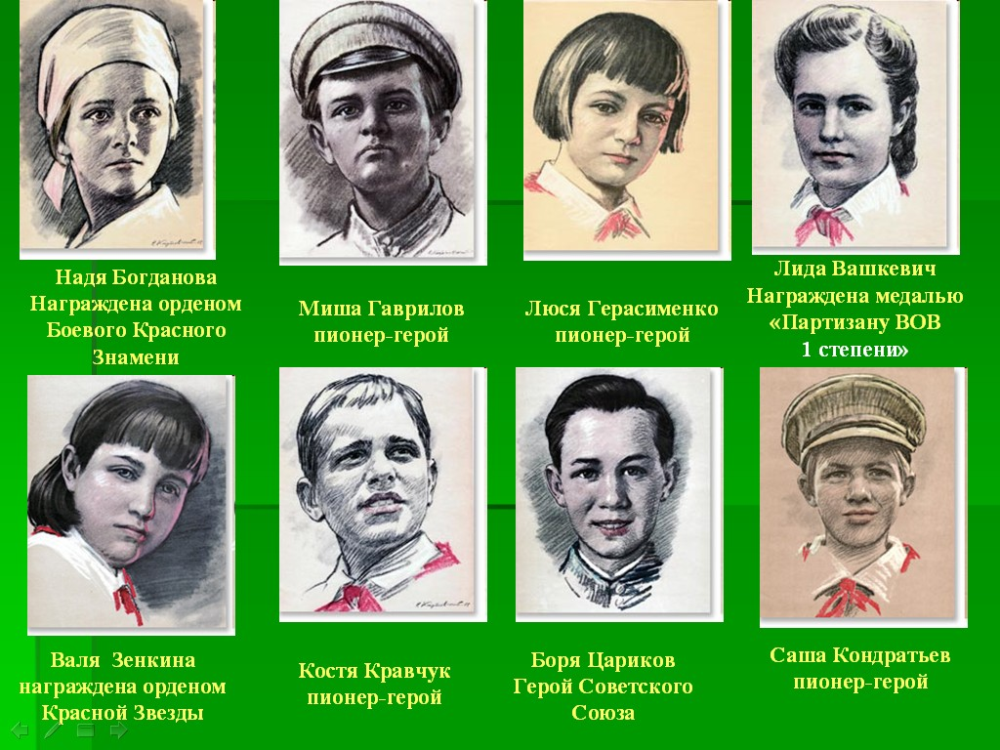 Надя Богданова
Награждена орденом
Боевого Красного
Знамени
Миша Гаврилов
пионер-герой
Люся Герасименко
пионер-герой
Лида Вашкевич
Награждена медалью
«Партизану ВОВ
1 степени»
Валя Зенкина
награждена орденом
Красной Звезды
Костя Кравчук
пионер-герой
Боря Цариков
Герой Советского
Союза
Саша Кондратьев
пионер-герой